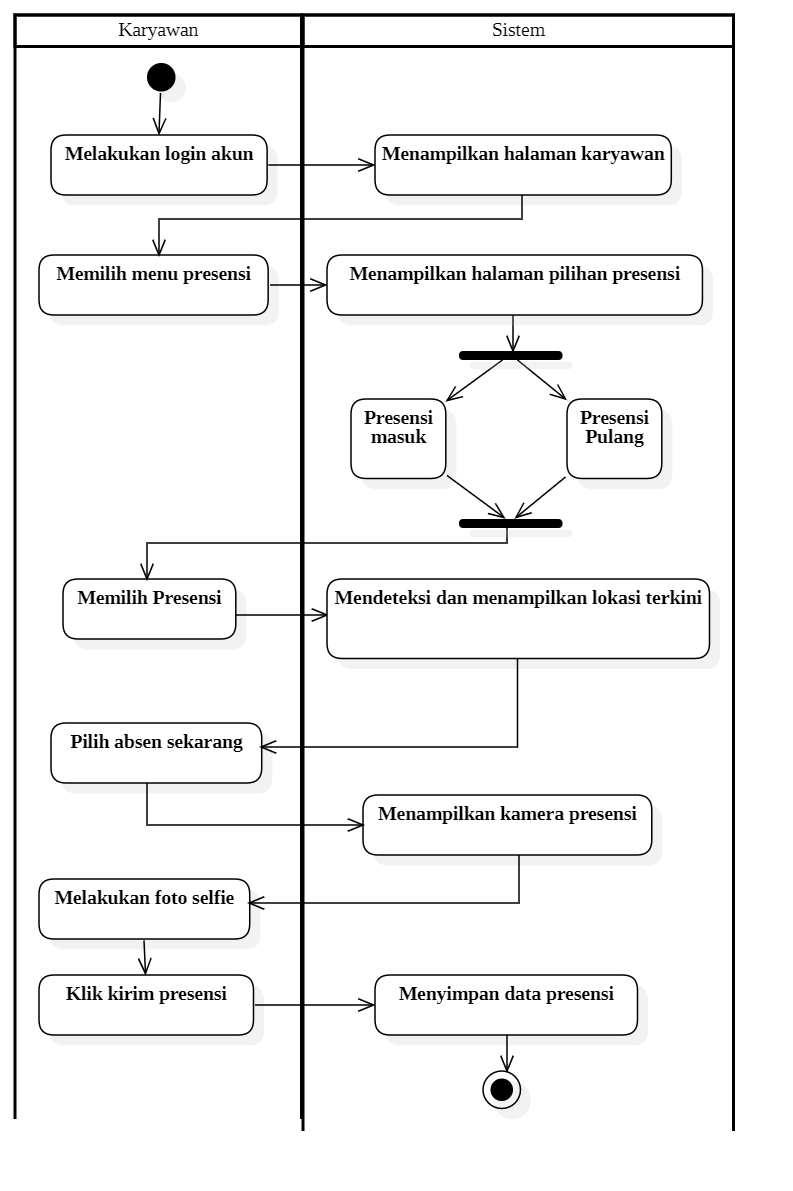 Karyawan
Sistem
Melakukan login akun
Menampilkan halaman karyawan
Memilih menu presensi
Menampilkan halaman pilihan presensi
Presensi
masuk
Presensi
Pulang
Memilih Presensi
Mendeteksi dan menampilkan lokasi terkini
Pilih absen sekarang
Menampilkan kamera presensi
Melakukan foto selfie
Klik kirim presensi
Menyimpan data presensi